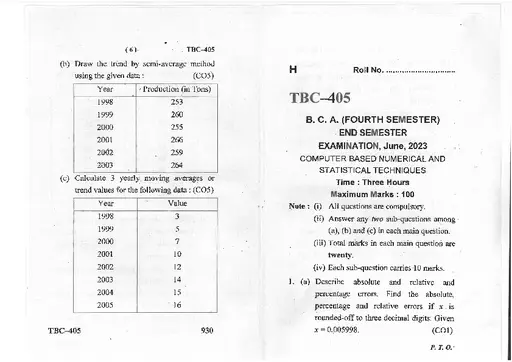 ( 6 ) TBC-405
(b) Draw the trend by semi-average method
using the given data : (CO5)
Year Production (in Tons)
1998 253
1999 260
2000 255
2001 266
2002 259
2003 264
(c) Calculate 3 yearly moving averages or
trend values for the following data : (CO5)
Year Value
1998 3
1999 5
2000 7
2001 10
2002 12
2003 14
2004 15
2005 16
TBC-405 930
H Roll No. ..............................
TBC-405
B. C. A. (FOURTH SEMESTER)
END SEMESTER
EXAMINATION, June, 2023
COMPUTER BASED NUMERICAL AND
STATISTICAL TECHNIQUES
Time : Three Hours
Maximum Marks : 100
Note : (i) All questions are compulsory.
(ii) Answer any two sub-questions among
(a), (b) and (c) in each main question.
(iii) Total marks in each main question are
twenty.
(iv) Each sub-question carries 10 marks.
1. (a) Describe absolute and relative and
percentage errors. Find the absolute,
percentage and relative errors if x is
rounded-off to three decimal digits: Given
x = 0.005998. (CO1)
P. T. O.